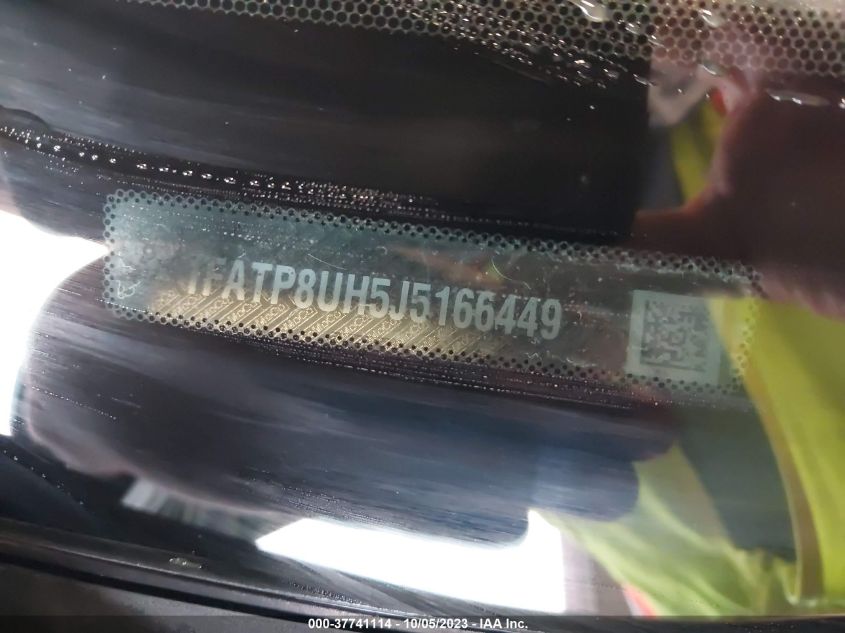 1FATP8UH5J5166449
000-37741114 - 10/05/2023 - IAA Inc.